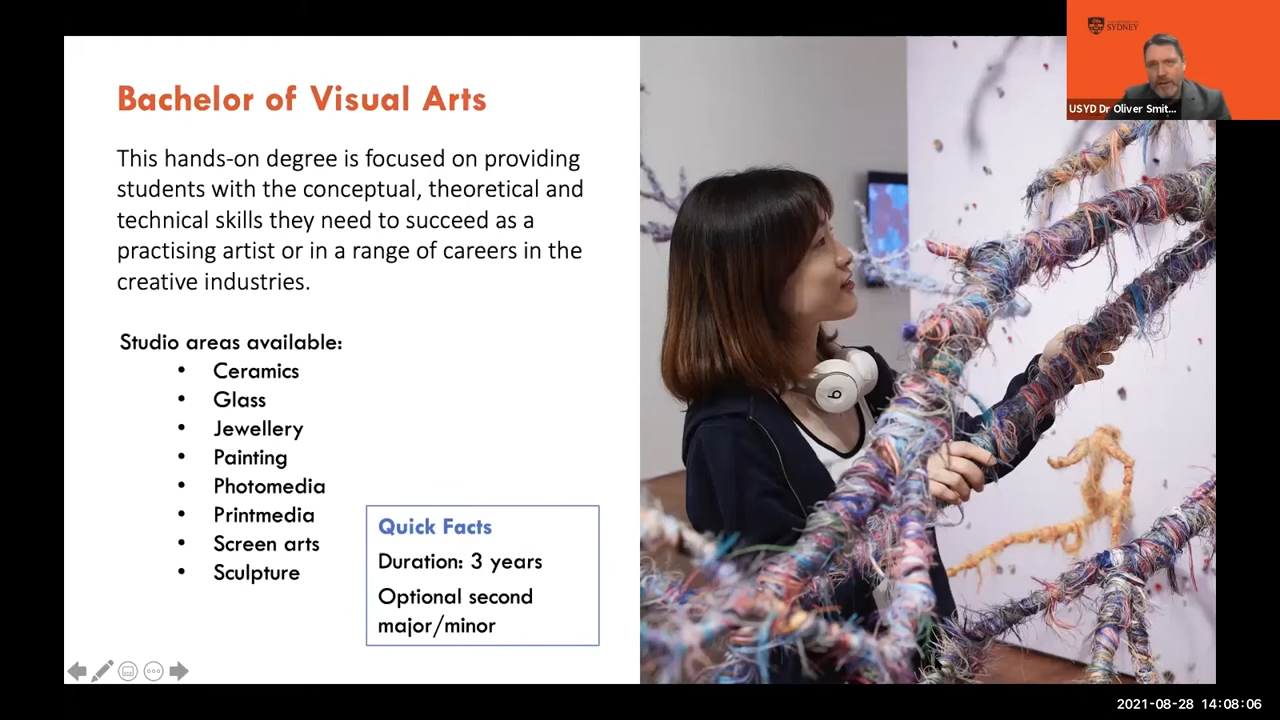 Bachelor of Visual Arts
This hands-on degree is focused on providing
students with the conceptual, theoretical and
technical skills they need to succeed as a
practising artist or in a range of careers in the
creative industries.
Studio areas available:
• Ceramics
• Glass
• Jewellery
• Painting
• Photomedia
• Printmedia
• Screen arts
• Sculpture
Quick Facts
Duration: 3 years
Optional second
major/minor
SYDNEY
USYD Dr Oliver Smit...
2021-08-28 14:08:06